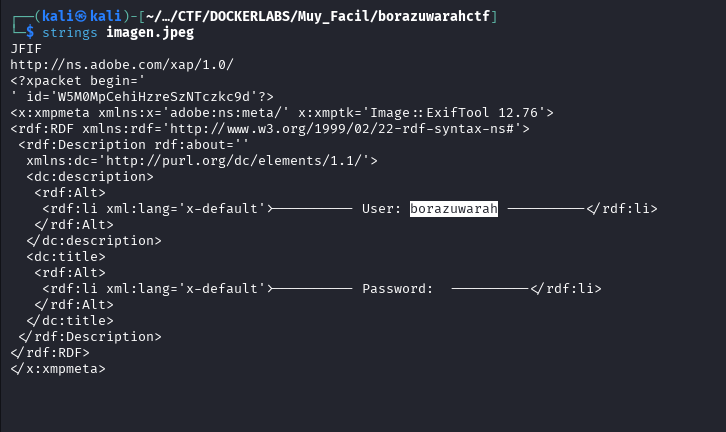 ┌──(kali㉿kali)-[~/…/CTF/DOCKERLABS/Muy_Facil/borazuwarahctf]
└─$ strings imagen.jpeg
JFIF
http://ns.adobe.com/xap/1.0/
<?xpacket begin='
' id='W5M0MpCehiHzreSzNTczkc9d'?>
<x:xmpmeta xmlns:x='adobe:ns:meta/' x:xmptk='Image::ExifTool 12.76'>
<rdf:RDF xmlns:rdf='http://www.w3.org/1999/02/22-rdf-syntax-ns#'>
 <rdf:Description rdf:about=''
  xmlns:dc='http://purl.org/dc/elements/1.1/'>
  <dc:description>
   <rdf:Alt>
    <rdf:li xml:lang='x-default'>---------- User: borazuwarah ----------</rdf:li>
   </rdf:Alt>
  </dc:description>
  <dc:title>
   <rdf:Alt>
    <rdf:li xml:lang='x-default'>---------- Password:  ----------</rdf:li>
   </rdf:Alt>
  </dc:title>
 </rdf:Description>
</rdf:RDF>
</x:xmpmeta>